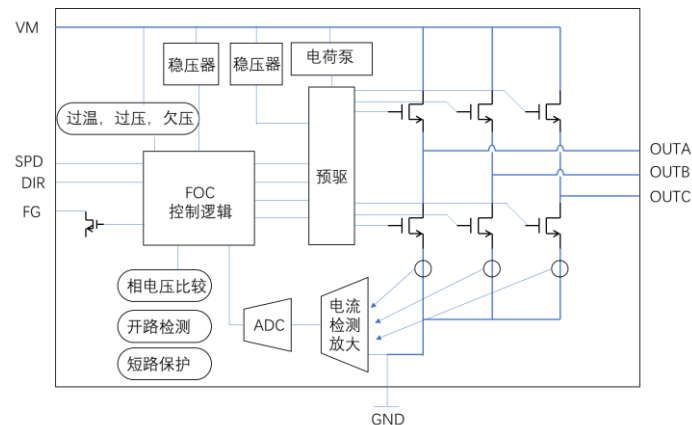 VM
电荷泵
稳压器
稳压器
过温，过压，欠压
SPD
DIR
FG
FOC
控制逻辑
预驱
OUTA
OUTB
OUTC
相电压比较
开路检测
短路保护
ADC
电流
检测
放大
GND